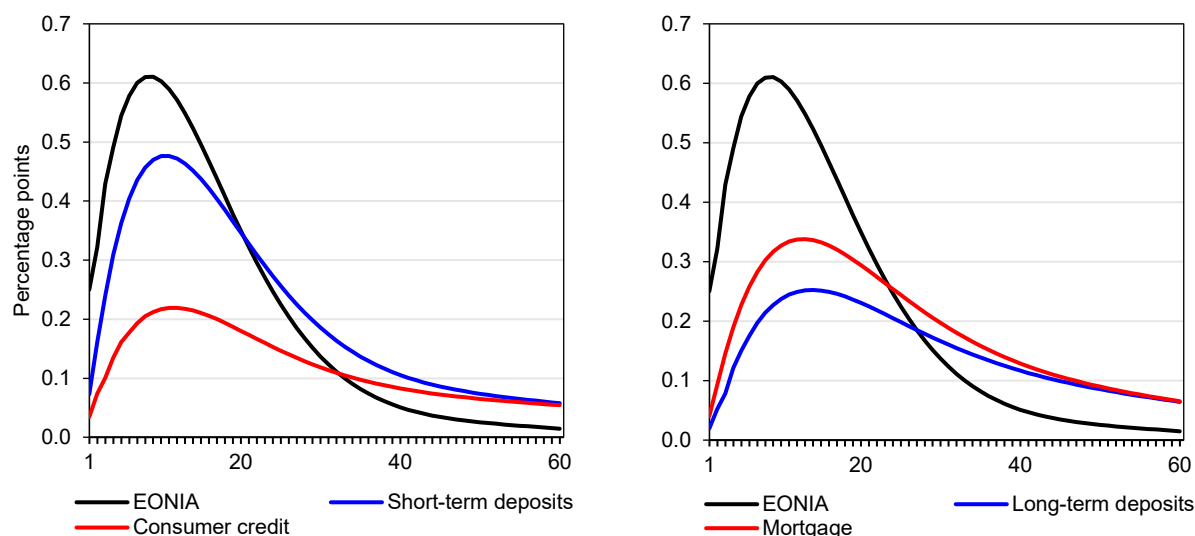 Percentage points
0.7
0.6
0.5
0.4
0.3
0.2
0.1
0.0
1 20 40 60
EONIA Short-term deposits
Consumer credit
0.7
0.6
0.5
0.4
0.3
0.2
0.1
0.0
1 20 40 60
EONIA Long-term deposits
Mortgage